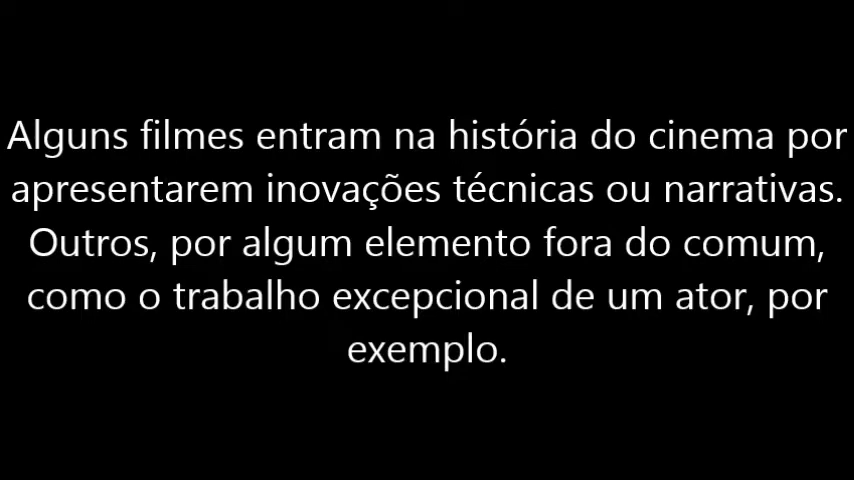 Alguns filmes entram na história do cinema por
apresentarem inovações técnicas ou narrativas.
Outros, por algum elemento fora do comum,
como o trabalho excepcional de um ator, por
exemplo.